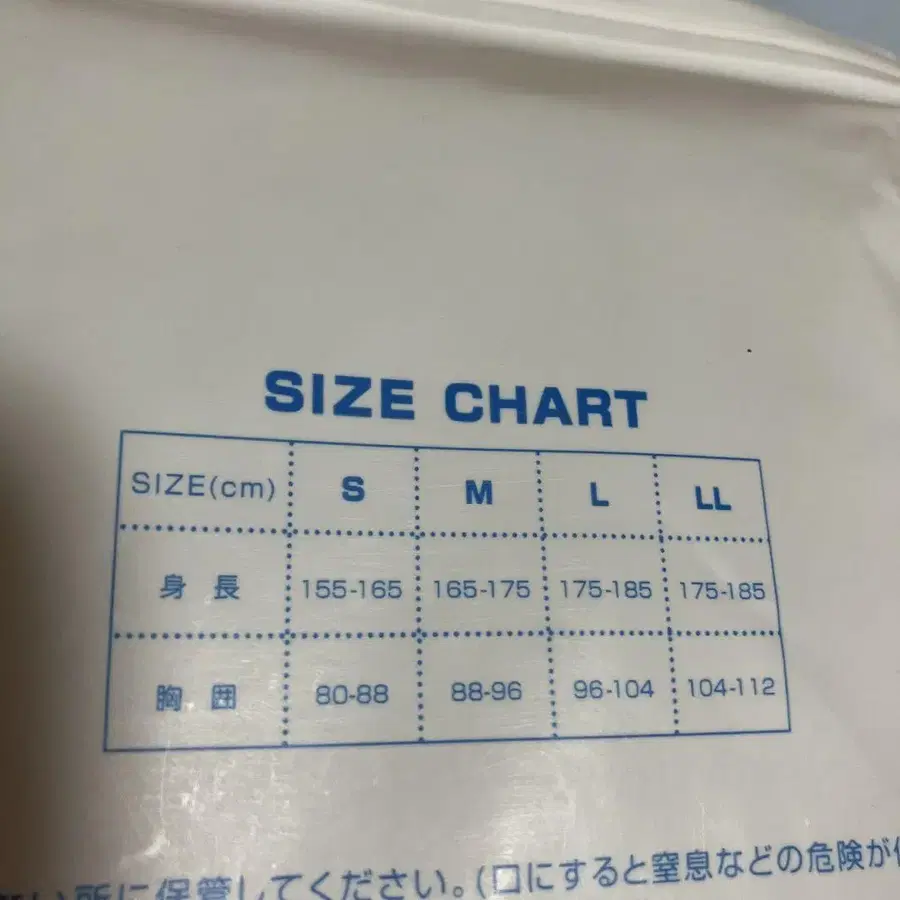 SIZE CHART
SIZE(cm) S M L LL
身長 155-165 165-175 175-185 175-185
胸囲 80-88 88-96 96-104 104-112
い所に保管してください。(口にすると窒息などの危険が